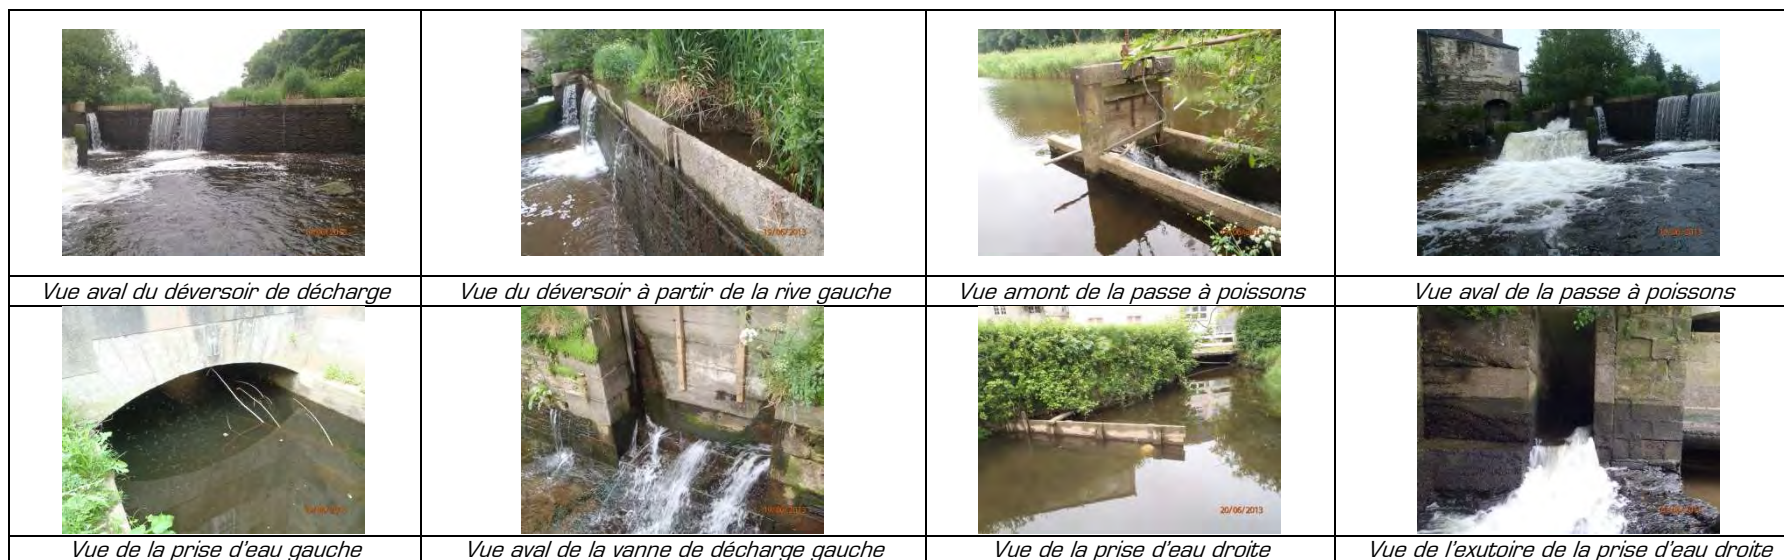 Vue aval du déversoir de décharge
Vue du déversoir à partir de la rive gauche
Vue amont de la passe à poissons
Vue aval de la passe à poissons
19/06/2013
Vue de la prise d'eau gauche
Vue aval de la vanne de décharge gauche
Vue de la prise d'eau droite
Vue de l'exutoire de la prise d'eau droite
20/06/2013